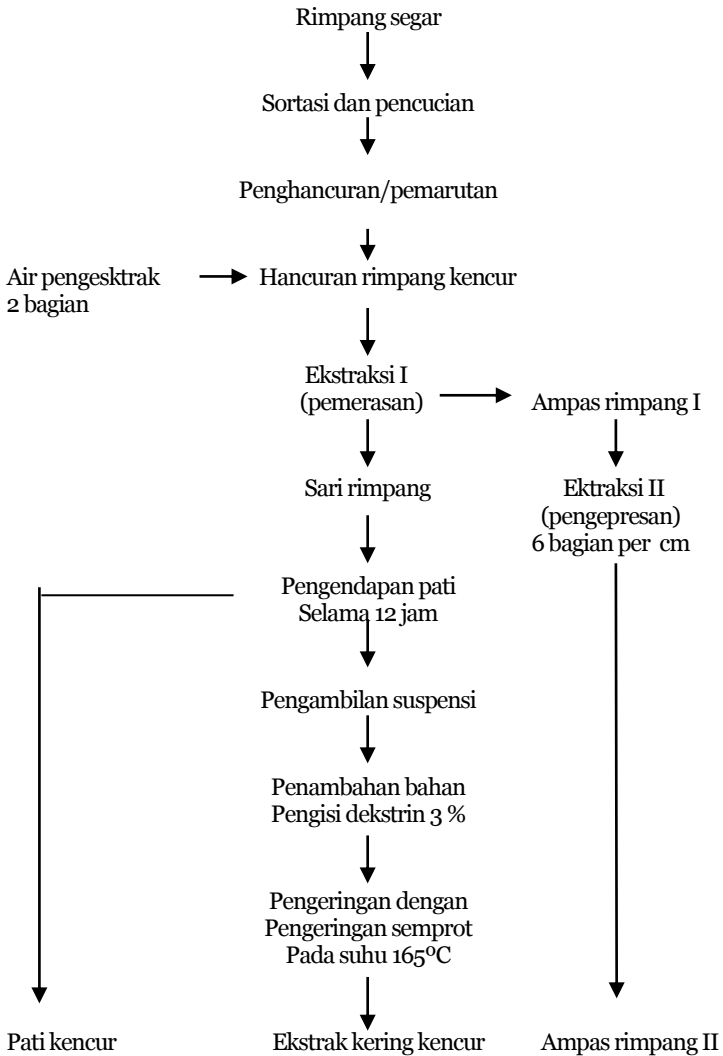 Rimpang segar
Sortasi dan pencucian
Penghancuran/pemarutan
Air pengesktrak
2 bagian
Hancuran rimpang kencur
Ekstraksi I
(pemerasan)
Ampas rimpang I
Sari rimpang
Ektraksi II
(pengepresan)
6 bagian per cm
Pengendapan pati
Selama 12 jam
Pengambilan suspensi
Penambahan bahan
Pengisi dekstrin 3 %
Pengeringan dengan
Pengeringan semprot
Pada suhu 165ºC
Pati kencur
Ekstrak kering kencur
Ampas rimpang II